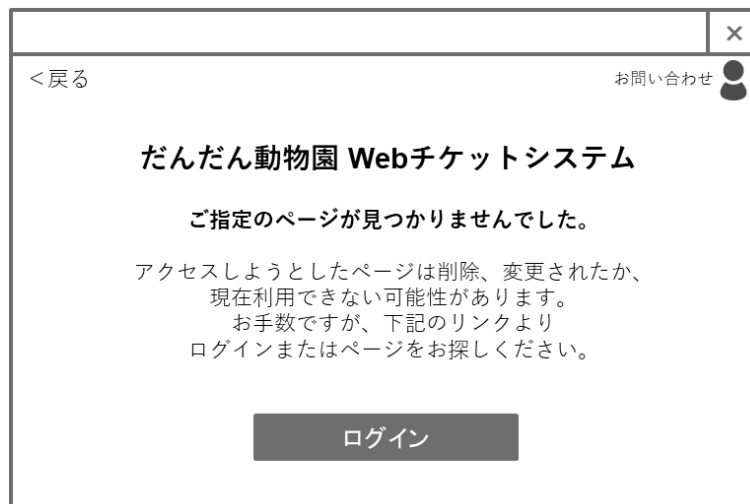 ×
<戻る
お問い合わせ
だんだん動物園 Webチケットシステム
ご指定のページが見つかりませんでした。
アクセスしようとしたページは削除、変更されたか、
現在利用できない可能性があります。
お手数ですが、下記のリンクより
ログインまたはページをお探しください。
ログイン